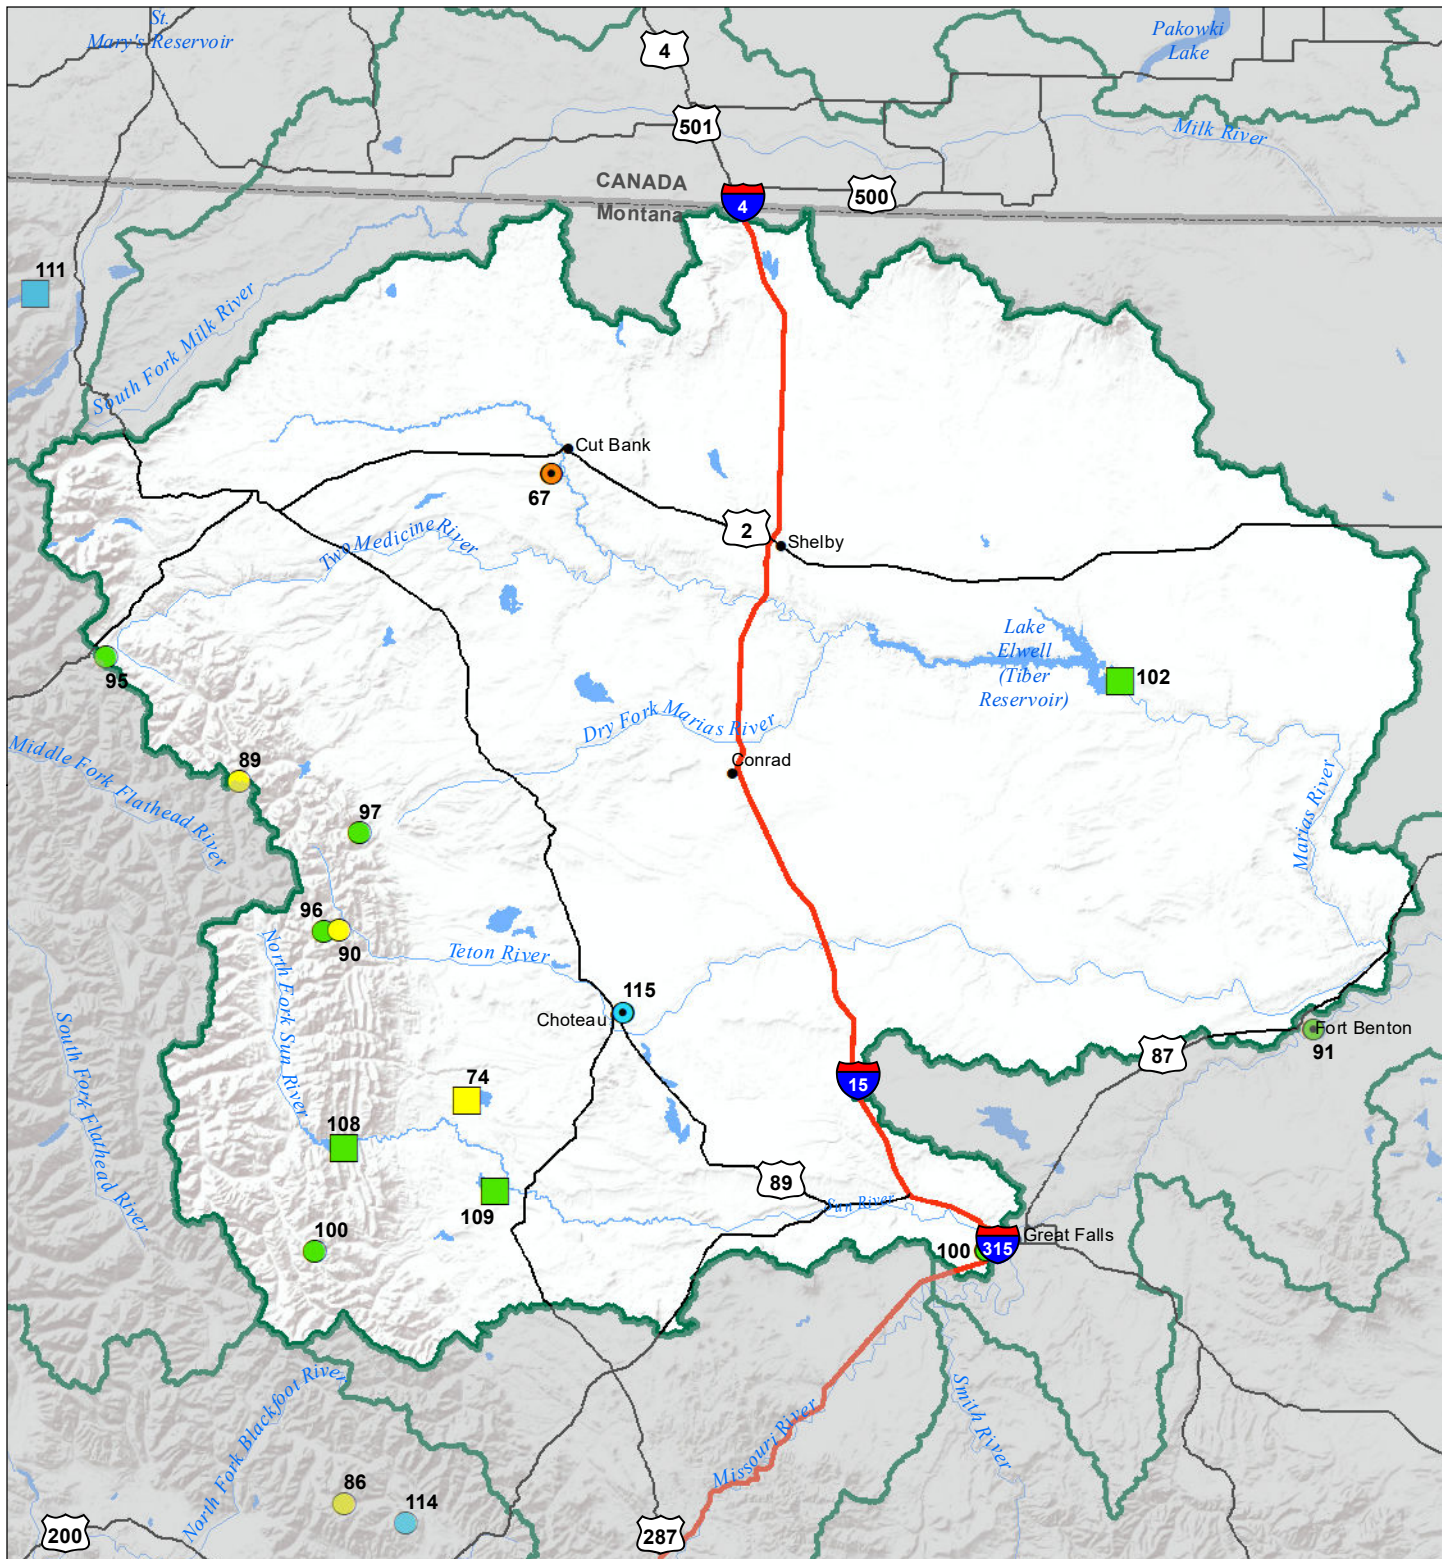 St.
Mary's Reservoir
4
Pakowki
Lake
501
Milk River
CANADA
Montana
4
500
111
South Fork Milk River
Cut Bank
67
2
Shelby
Two Medicine River
Lake
Elwell
(Tiber
Reservoir)
102
95
Dry Fork Marias River
Middle Fork Flathead River
89
Conrad
97
Marias River
96
90
North Fork Sun River
Teton River
115
Choteau
South Fork Flathead River
Fort Benton
91
87
15
74
108
109
89
Sun River
100
100
315
Great Falls
North Fork Blackfoot River
Missouri River
Smith River
86
114
200
287